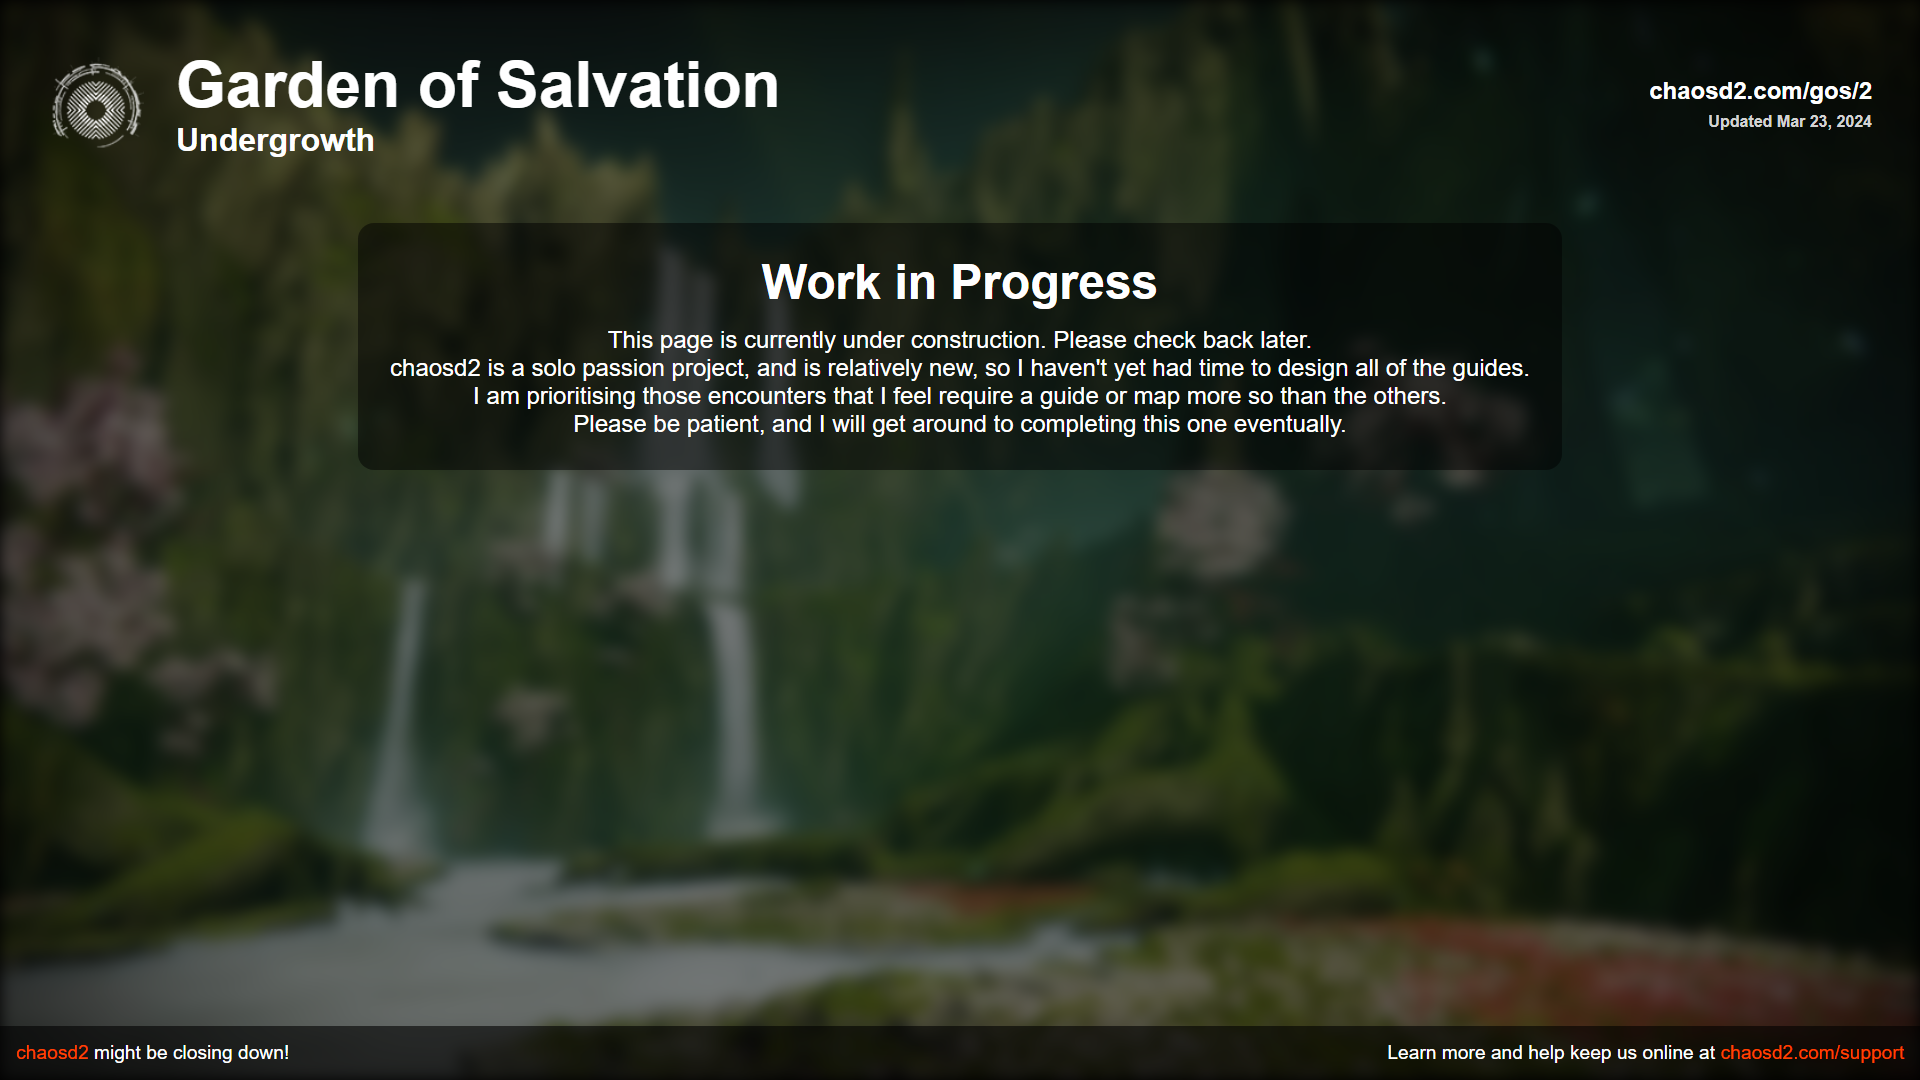 Garden of Salvation
Undergrowth
chaosd2.com/gos/2
Updated Mar 23, 2024
Work in Progress
This page is currently under construction. Please check back later.
chaosd2 is a solo passion project, and is relatively new, so I haven't yet had time to design all of the guides.
I am prioritising those encounters that I feel require a guide or map more so than the others.
Please be patient, and I will get around to completing this one eventually.
chaosd2 might be closing down!
Learn more and help keep us online at chaosd2.com/support